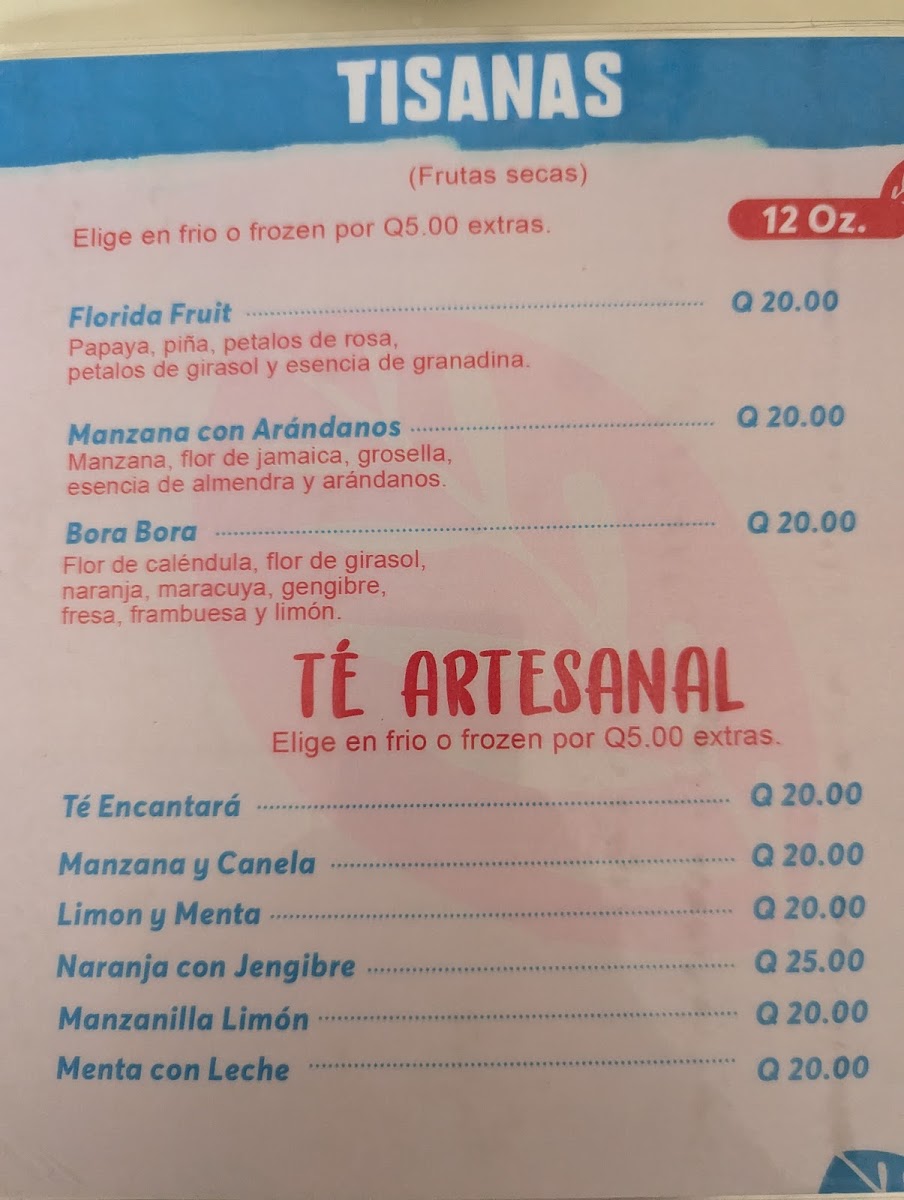 TISANAS
(Frutas secas)
Elige en frio o frozen por Q5.00 extras.
12 Oz.
Florida Fruit Q 20.00
Papaya, piña, petalos de rosa,
petalos de girasol y esencia de granadina.
Manzana con Arándanos Q 20.00
Manzana, flor de jamaica, grosella,
esencia de almendra y arándanos.
Bora Bora Q 20.00
Flor de caléndula, flor de girasol,
naranja, maracuya, gengibre,
fresa, frambuesa y limón.
TÉ ARTESANAL
Elige en frio o frozen por Q5.00 extras.
Té Encantará Q 20.00
Manzana y Canela Q 20.00
Limon y Menta Q 20.00
Naranja con Jengibre Q 25.00
Manzanilla Limón Q 20.00
Menta con Leche Q 20.00